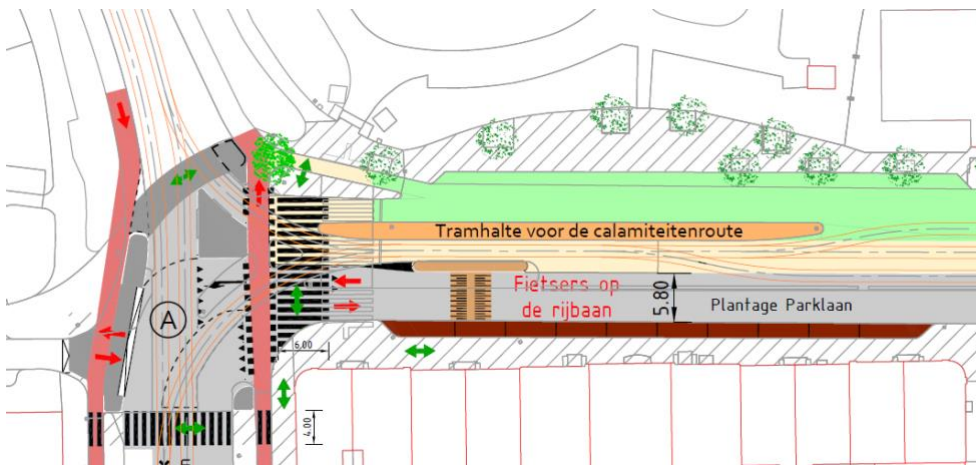 Tramhalte voor de calamiteitenroute
Fietsers op
de rijbaan
5.80
Plantage Parklaan
A
6.00
4.00